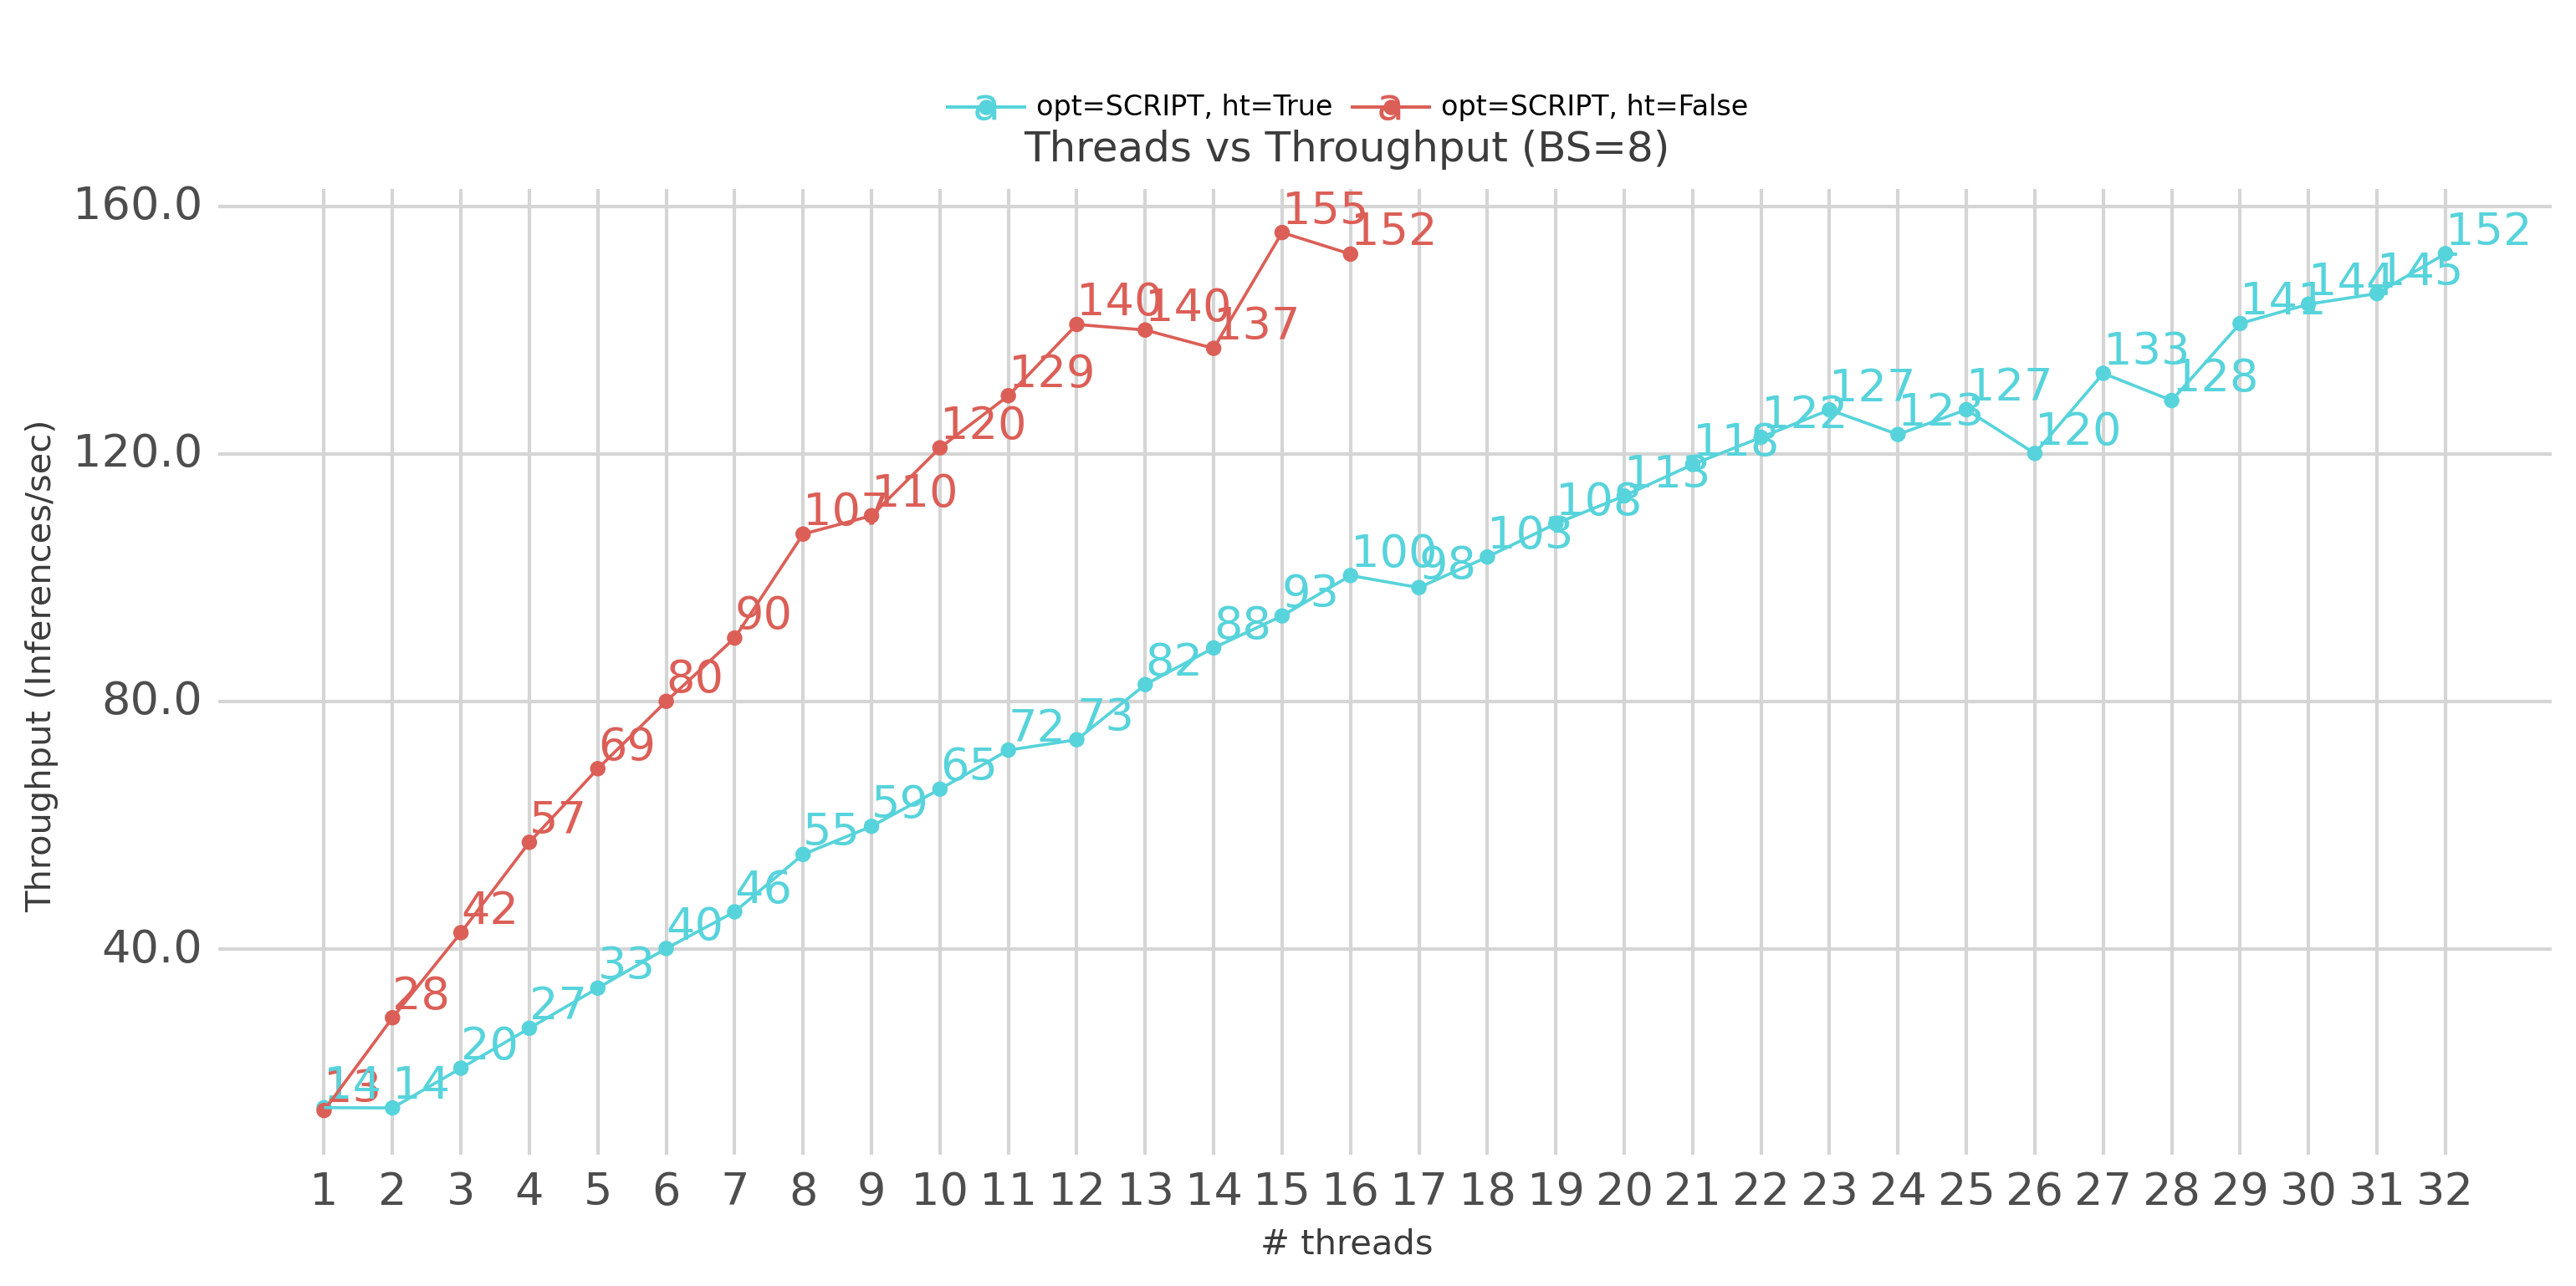 a opt=SCRIPT, ht=True a opt=SCRIPT, ht=False
Threads vs Throughput (BS=8)
Throughput (Inferences/sec)
160.0
120.0
80.0
40.0
13 28 42 57 69 80 90 107 110 120 129 140 140 137 155 152
14 14 20 27 33 40 46 55 59 65 72 73 82 88 93 100 98 103 108 113 118 122 127 123 127 120 133 128 141 144 145 152
1 2 3 4 5 6 7 8 9 10 11 12 13 14 15 16 17 18 19 20 21 22 23 24 25 26 27 28 29 30 31 32
# threads